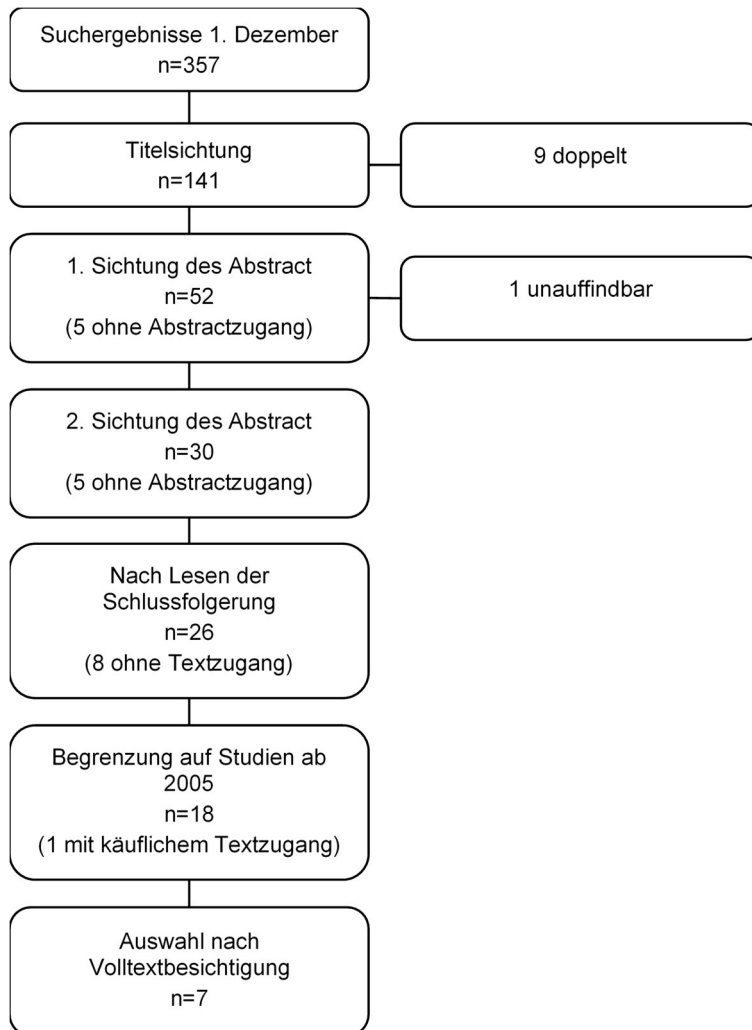 Suchergebnisse 1. Dezember
n=357
Titelsichtung
n=141
9 doppelt
1. Sichtung des Abstract
n=52
(5 ohne Abstractzugang)
1 unauffindbar
2. Sichtung des Abstract
n=30
(5 ohne Abstractzugang)
Nach Lesen der
Schlussfolgerung
n=26
(8 ohne Textzugang)
Begrenzung auf Studien ab
2005
n=18
(1 mit käuflichem Textzugang)
Auswahl nach
Volltextbesichtigung
n=7